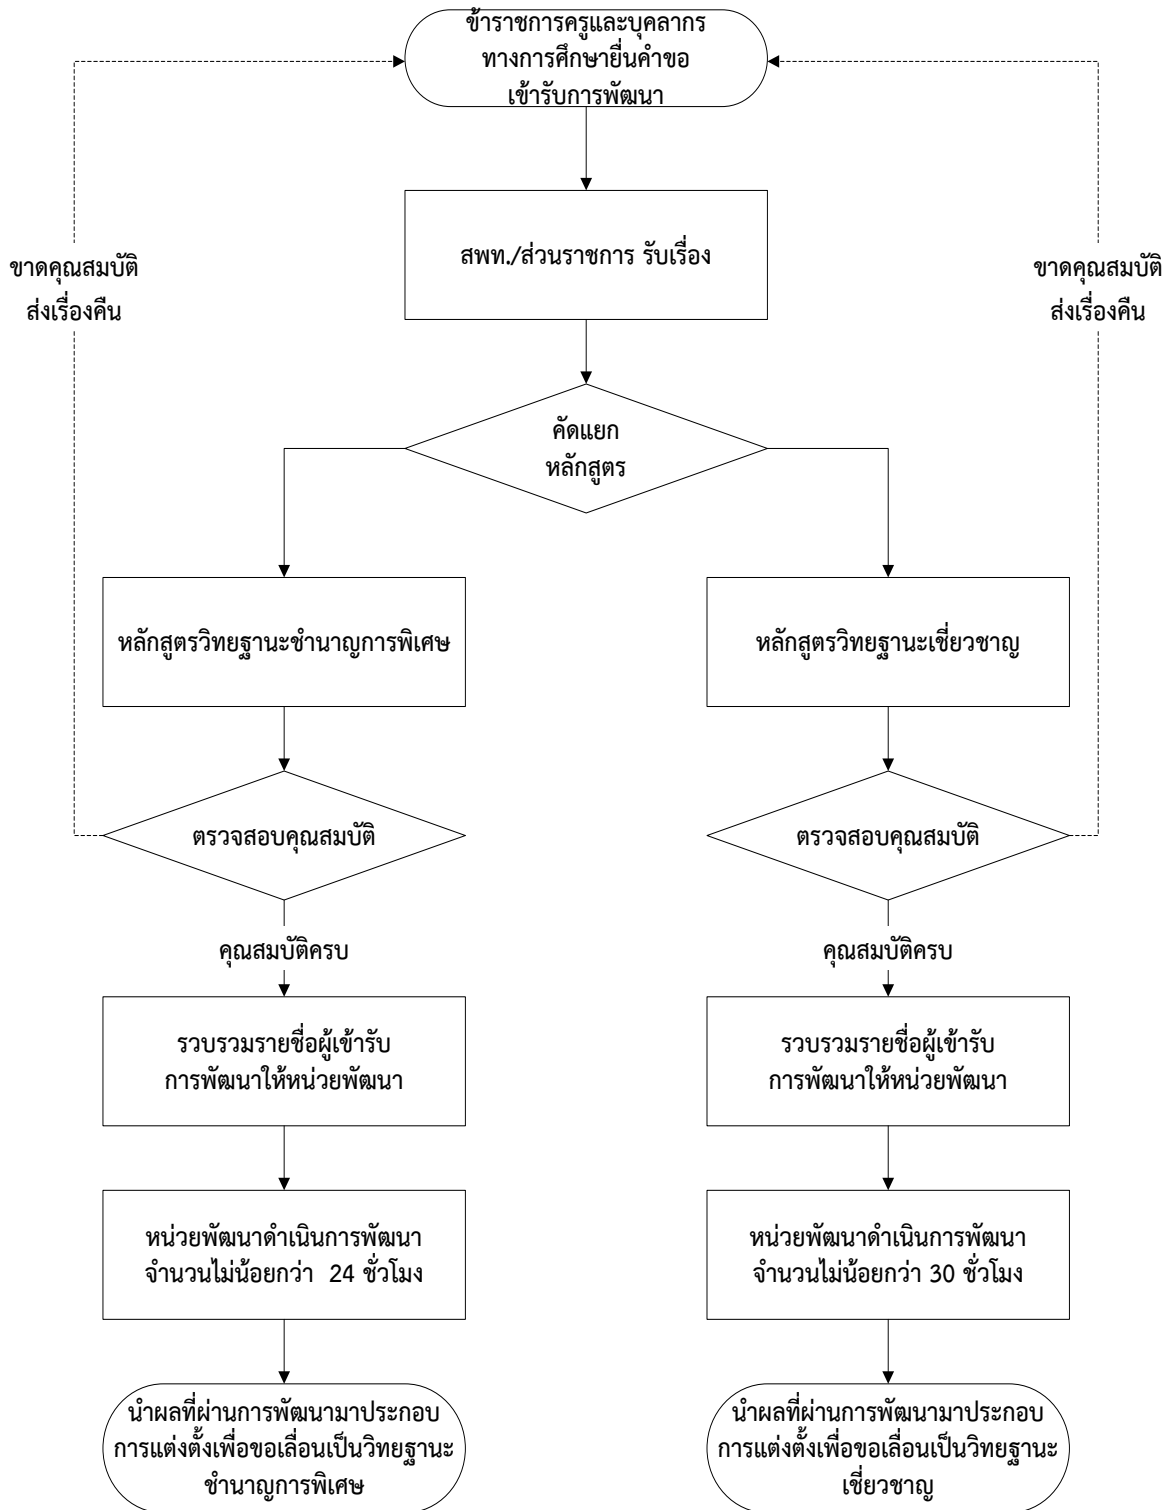 ข้าราชการครูและบุคลากร
ทางการศึกษายื่นคำขอ
เข้ารับการพัฒนา
สพท./ส่วนราชการ รับเรื่อง
ขาดคุณสมบัติ
ส่งเรื่องคืน
ขาดคุณสมบัติ
ส่งเรื่องคืน
คัดแยก
หลักสูตร
หลักสูตรวิทยฐานะชำนาญการพิเศษ
หลักสูตรวิทยฐานะเชี่ยวชาญ
ตรวจสอบคุณสมบัติ
ตรวจสอบคุณสมบัติ
คุณสมบัติครบ
คุณสมบัติครบ
รวบรวมรายชื่อผู้เข้ารับ
การพัฒนาให้หน่วยพัฒนา
รวบรวมรายชื่อผู้เข้ารับ
การพัฒนาให้หน่วยพัฒนา
หน่วยพัฒนาดำเนินการพัฒนา
จำนวนไม่น้อยกว่า 24 ชั่วโมง
หน่วยพัฒนาดำเนินการพัฒนา
จำนวนไม่น้อยกว่า 30 ชั่วโมง
นำผลที่ผ่านการพัฒนามาประกอบ
การแต่งตั้งเพื่อขอเลื่อนเป็นวิทยฐานะ
ชำนาญการพิเศษ
นำผลที่ผ่านการพัฒนามาประกอบ
การแต่งตั้งเพื่อขอเลื่อนเป็นวิทยฐานะ
เชี่ยวชาญ